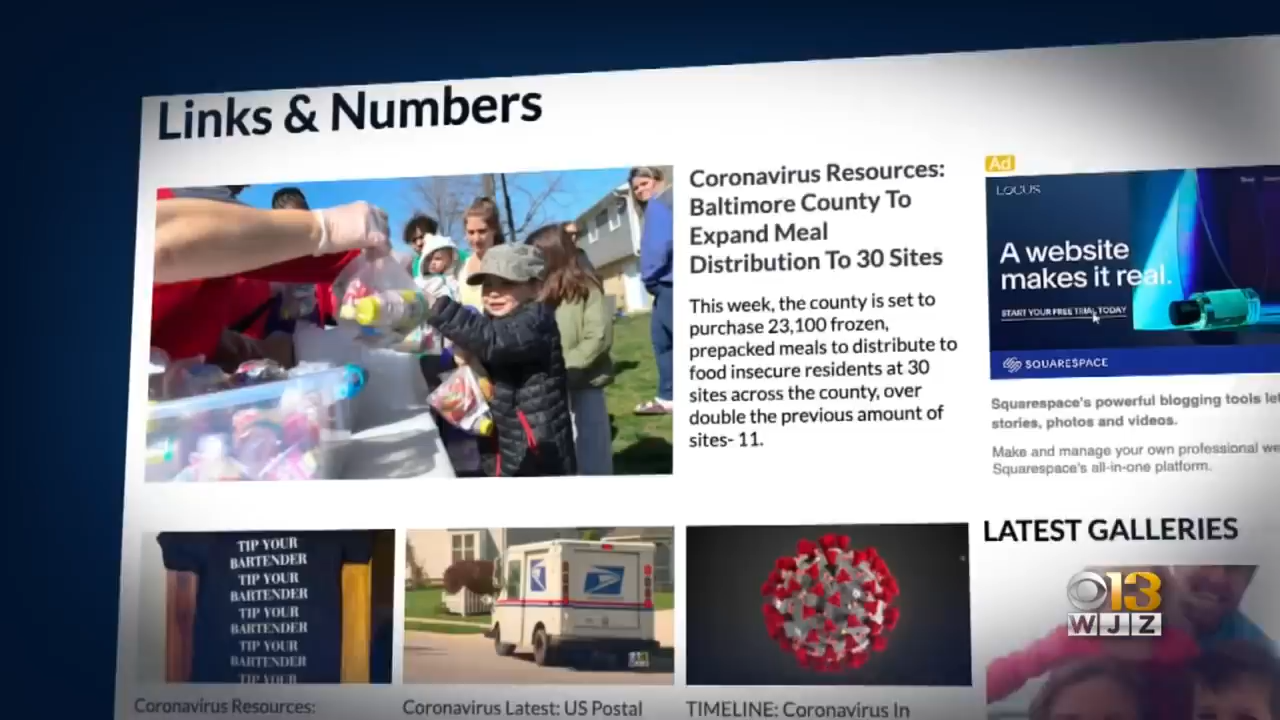 Links & Numbers
Coronavirus Resources:
Baltimore County To
Expand Meal
Distribution To 30 Sites
This week, the county is set to
purchase 23,100 frozen,
prepacked meals to distribute to
food insecure residents at 30
sites across the county, over
double the previous amount of
sites- 11.
Ad
LOCUS
A website
makes it real.
START YOUR FREE TRIAL TODAY
SQUARESPACE
Squarespace's powerful blogging tools let
stories, photos and videos.
Make and manage your own professional we
Squarespace's all-in-one platform.
LATEST GALLERIES
TIP YOUR
BARTENDER
TIP YOUR
BARTENDER
TIP YOUR
BARTENDER
TIP YOUR
BARTENDER
TIP YOUR
13
WJZ
Coronavirus Resources:
Coronavirus Latest: US Postal
TIMELINE: Coronavirus In